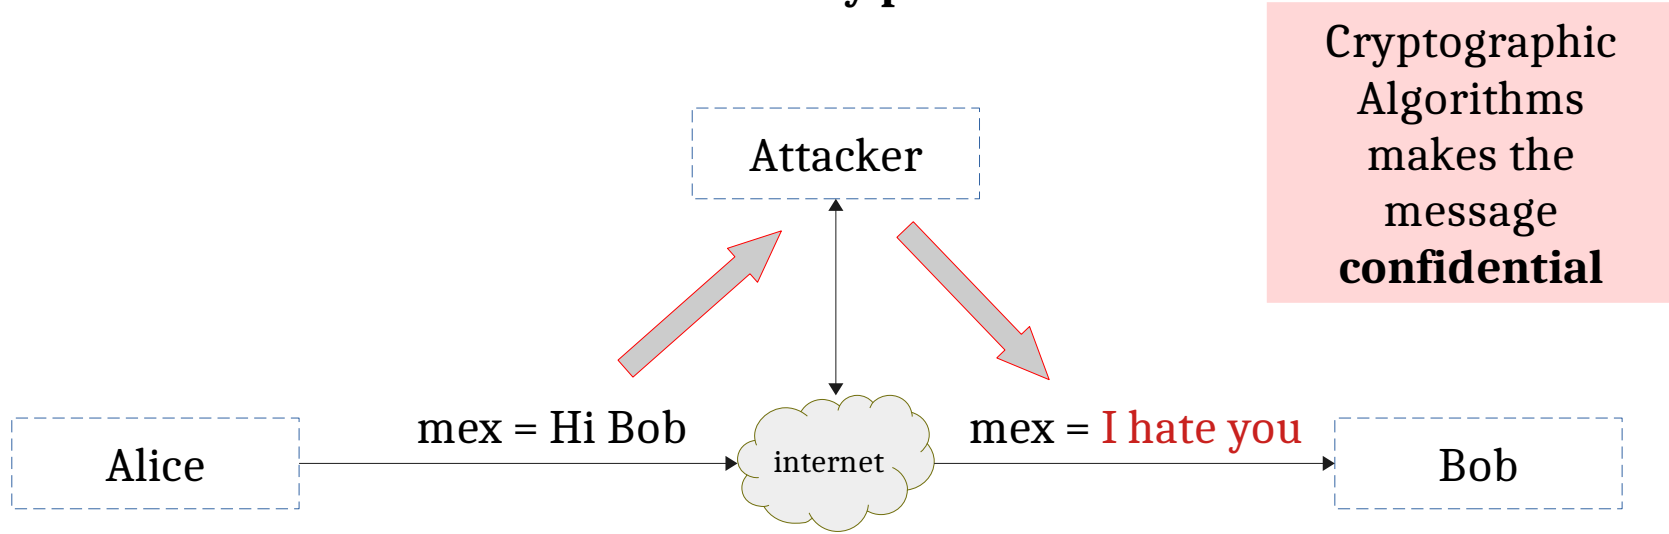 Cryptographic
Algorithms
makes the
message
confidential
Attacker
mex = Hi Bob
mex = I hate you
Alice
internet
Bob